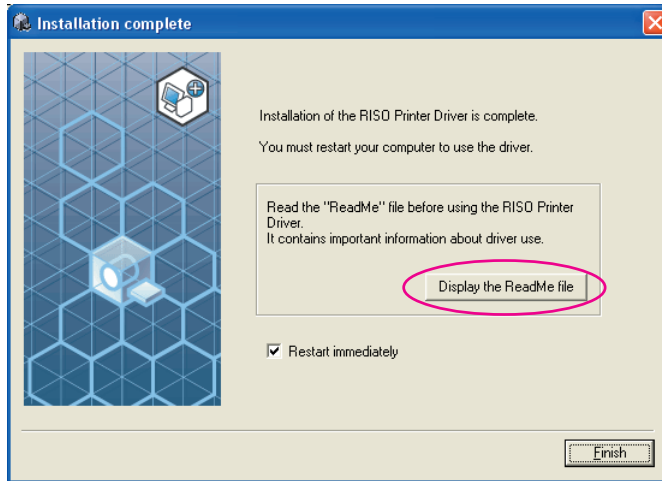 Installation complete
Installation of the RISO Printer Driver is complete.
You must restart your computer to use the driver.
Read the "ReadMe" file before using the RISO Printer
Driver.
It contains important information about driver use.
Display the ReadMe file
Restart immediately
Finish